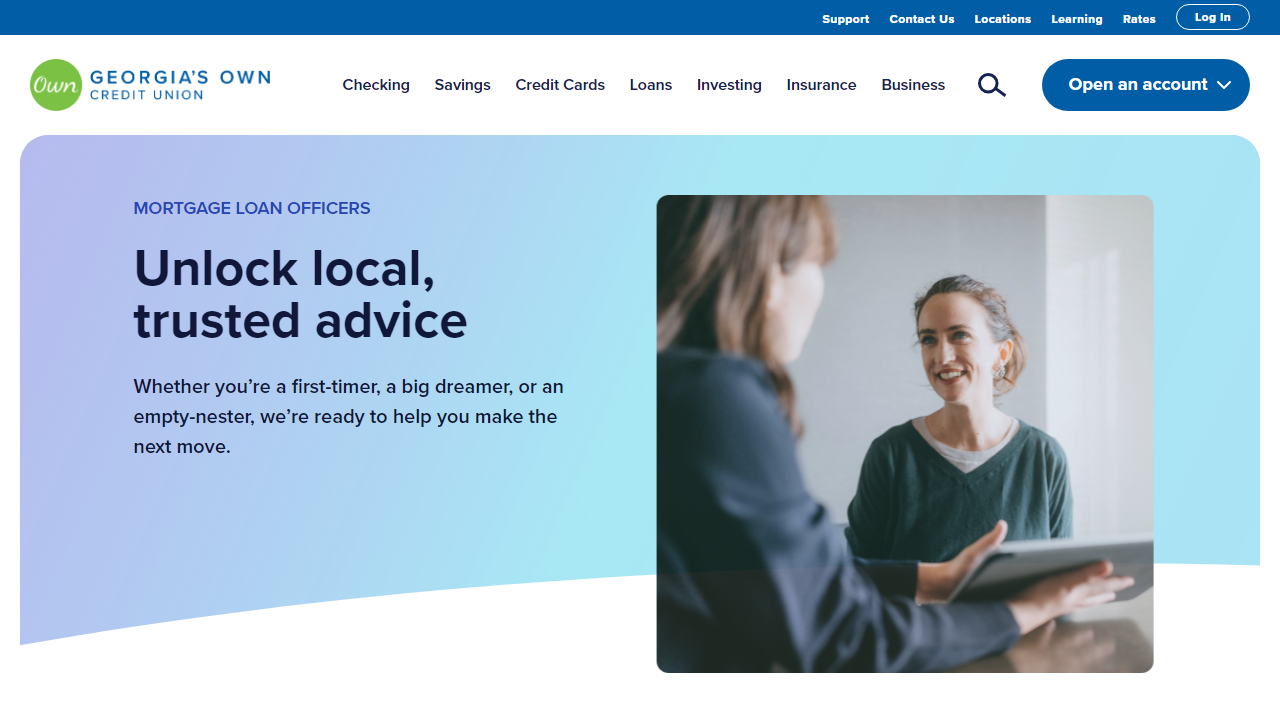 Support Contact Us Locations Learning Rates Log In
Own GEORGIA'S OWN
CREDIT UNION
Checking Savings Credit Cards Loans Investing Insurance Business Open an account
MORTGAGE LOAN OFFICERS
Unlock local,
trusted advice
Whether you’re a first-timer, a big dreamer, or an
empty-nester, we’re ready to help you make the
next move.